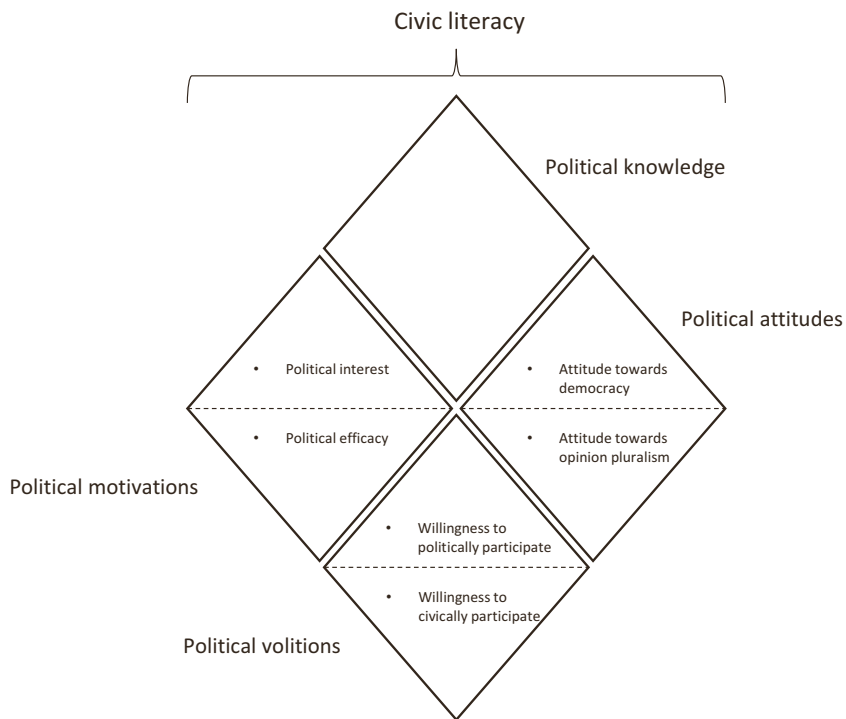 Civic literacy
Political knowledge
Political attitudes
• Political interest
• Attitude towards
democracy
• Political efficacy
• Attitude towards
opinion pluralism
Political motivations
• Willingness to
politically participate
• Willingness to
civically participate
Political volitions